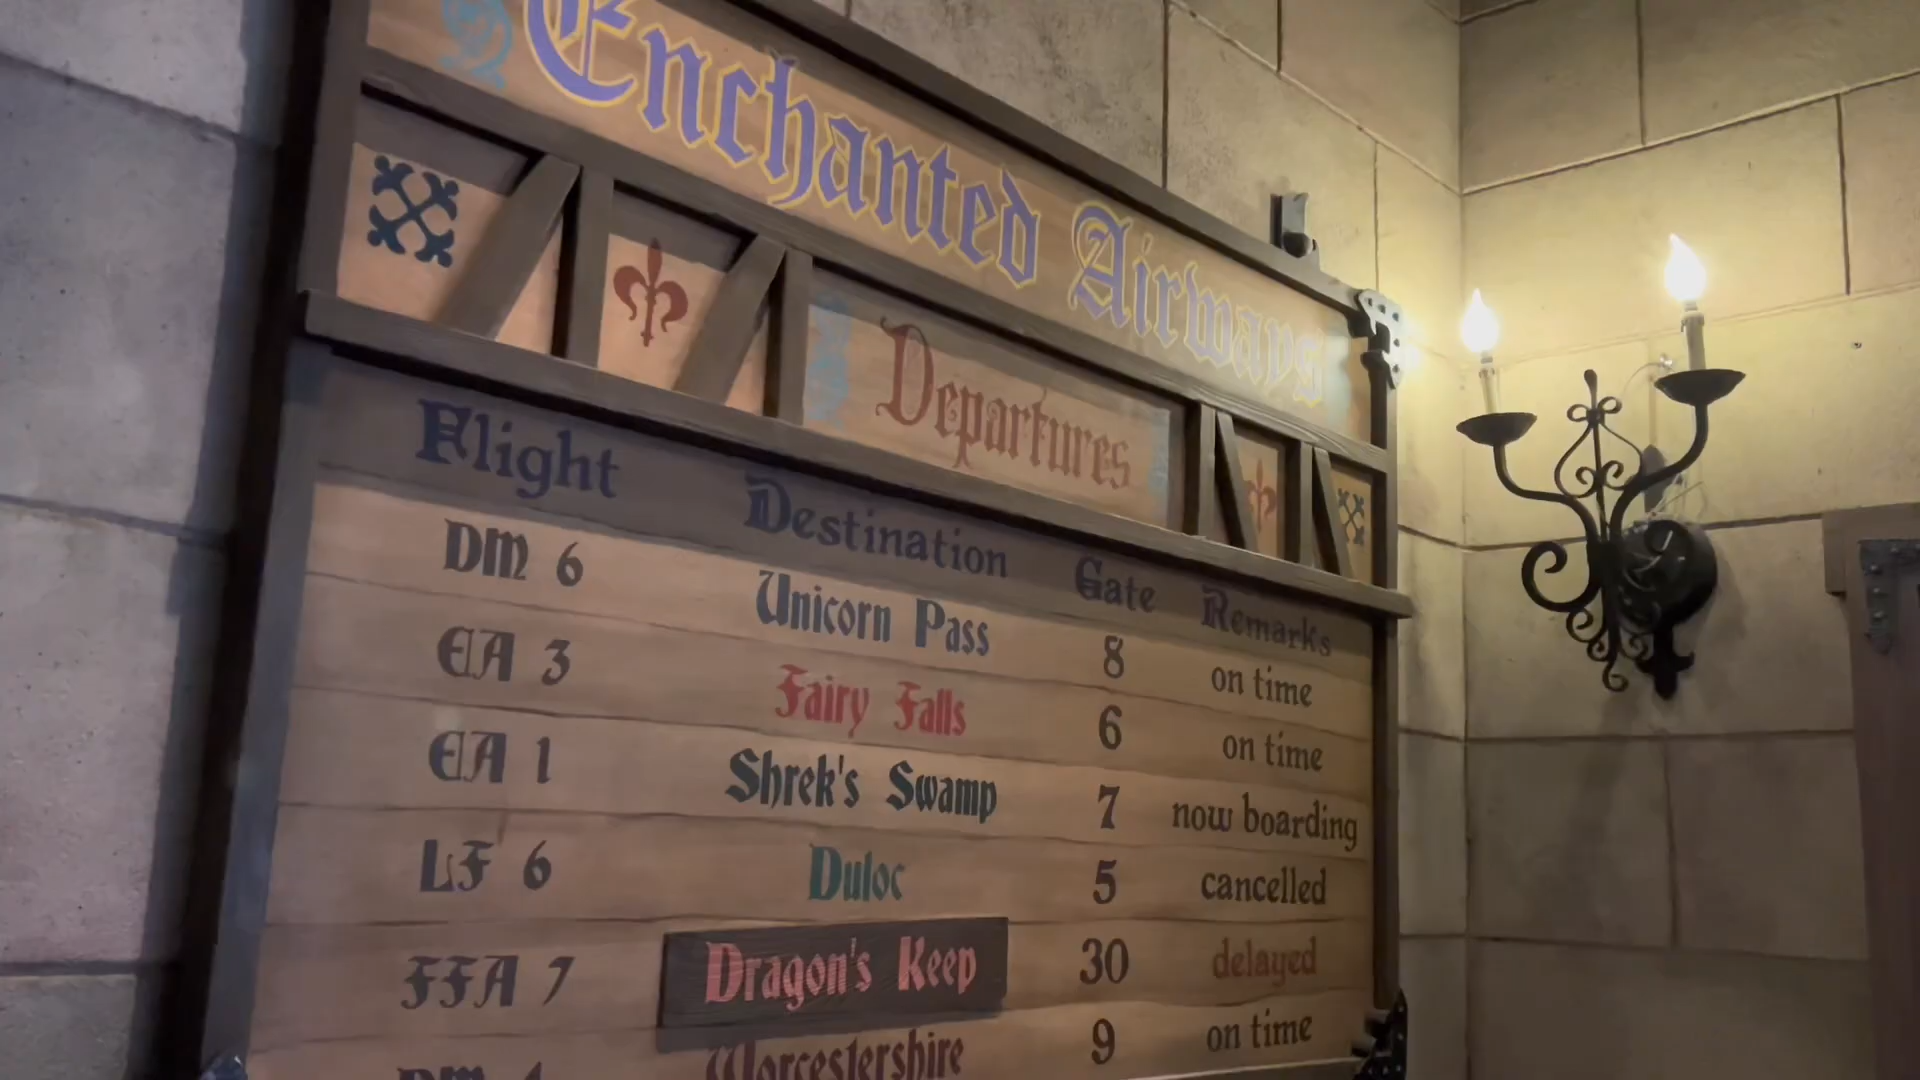 Enchanted Airways
Departures
Flight Destination Gate Remarks
DM 6 Unicorn Pass 8 on time
EA 3 Fairy Falls 6 on time
EA 1 Shrek's Swamp 7 now boarding
LF 6 Duloc 5 cancelled
FFA 7 Dragon's Keep 30 delayed
DM 4 Worcestershire 9 on time